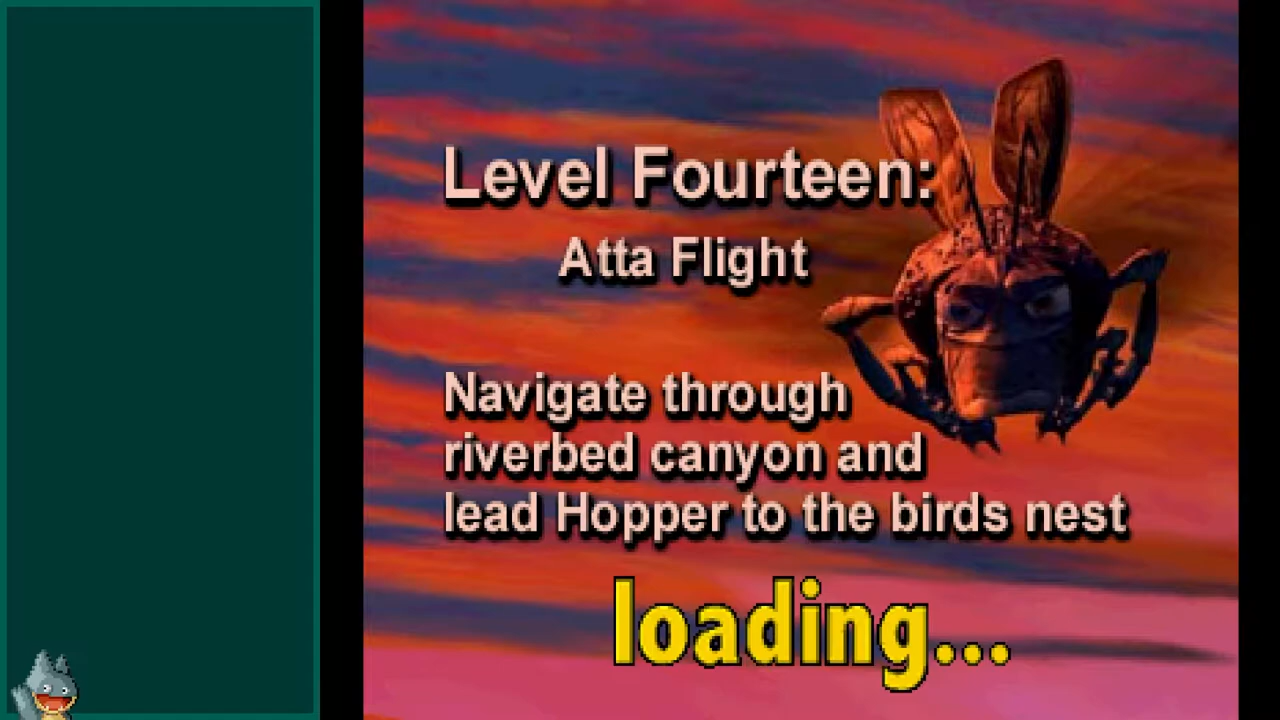 Level Fourteen:
Atta Flight
Navigate through
riverbed canyon and
lead Hopper to the birds nest
loading...